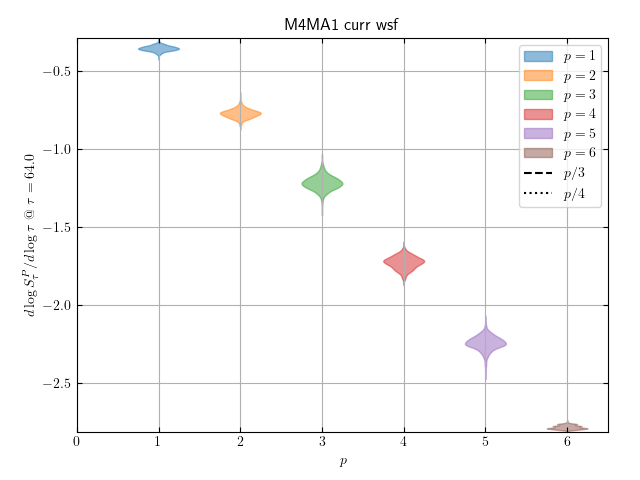 M4MA1 curr wsf
d log S_τ^P / d log τ @ τ = 64.0
−0.5
−1.0
−1.5
−2.0
−2.5
0 1 2 3 4 5 6
p
p = 1
p = 2
p = 3
p = 4
p = 5
p = 6
p/3
p/4